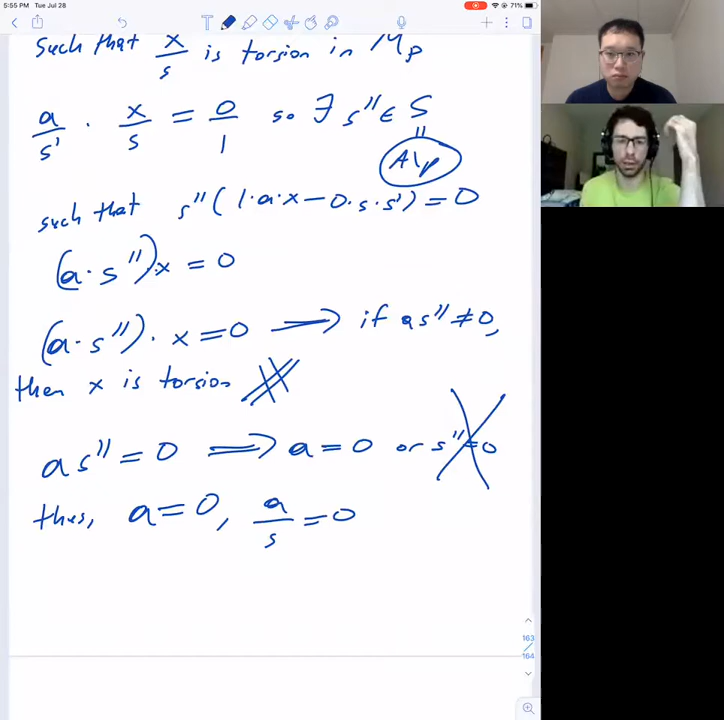 5:55 PM Tue Jul 28
71%
such that x/s is torsion in Mp
a/s' · x/s = 0/1 so ∃ s'' ∈ S
"
A\p
such that s''(1·a·x − 0·s·s') = 0
(a·s'')·x = 0
(a·s'')·x = 0 ⟶ if as'' ≠ 0,
then x is torsion
as'' = 0 ⟹ a = 0 or s'' = 0
thus, a = 0, a/s = 0
163
/
164